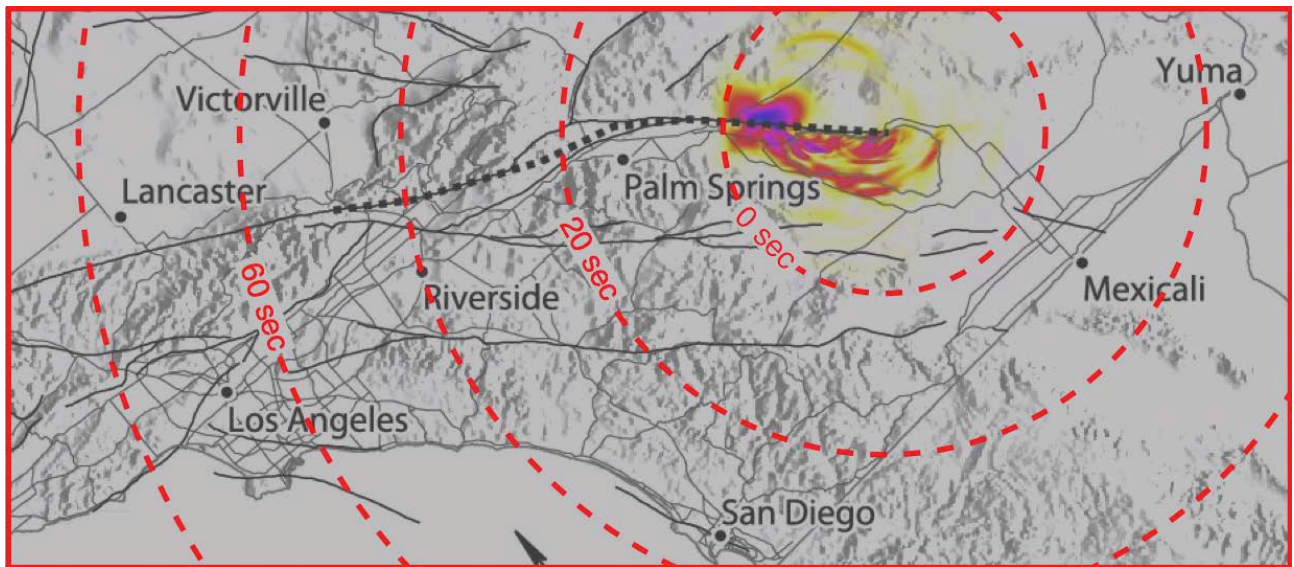 Yuma
Victorville
Lancaster
Palm Springs
0 sec
20 sec
60 sec
Riverside
Mexicali
Los Angeles
San Diego